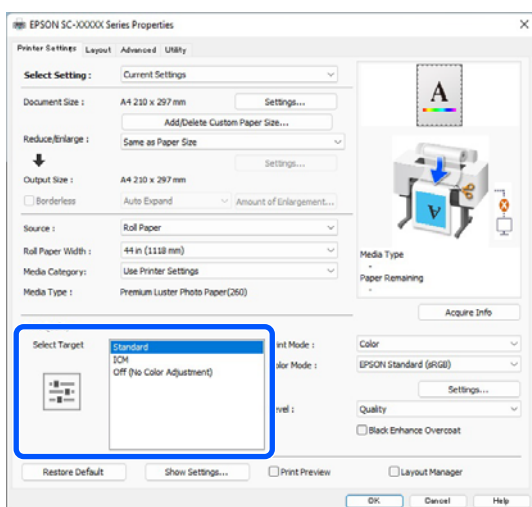 EPSON SC-XXXXX Series Properties
Printer Settings Layout Advanced Utility
Select Setting : Current Settings
Document Size : A4 210 x 297 mm Settings...
Add/Delete Custom Paper Size...
Reduce/Enlarge : Same as Paper Size
Settings...
Output Size : A4 210 x 297 mm
Borderless Auto Expand Amount of Enlargement...
Source : Roll Paper
Roll Paper Width : 44 in (1118 mm)
Media Category: Use Printer Settings
Media Type : Premium Luster Photo Paper(260)
A
A
Media Type
-
Paper Remaining
-
Acquire Info
Select Target Standard
ICM
Off (No Color Adjustment)
int Mode : Color
olor Mode : EPSON Standard (sRGB)
Settings...
evel : Quality
Black Enhance Overcoat
Restore Default Show Settings... Print Preview Layout Manager
OK Cancel Help